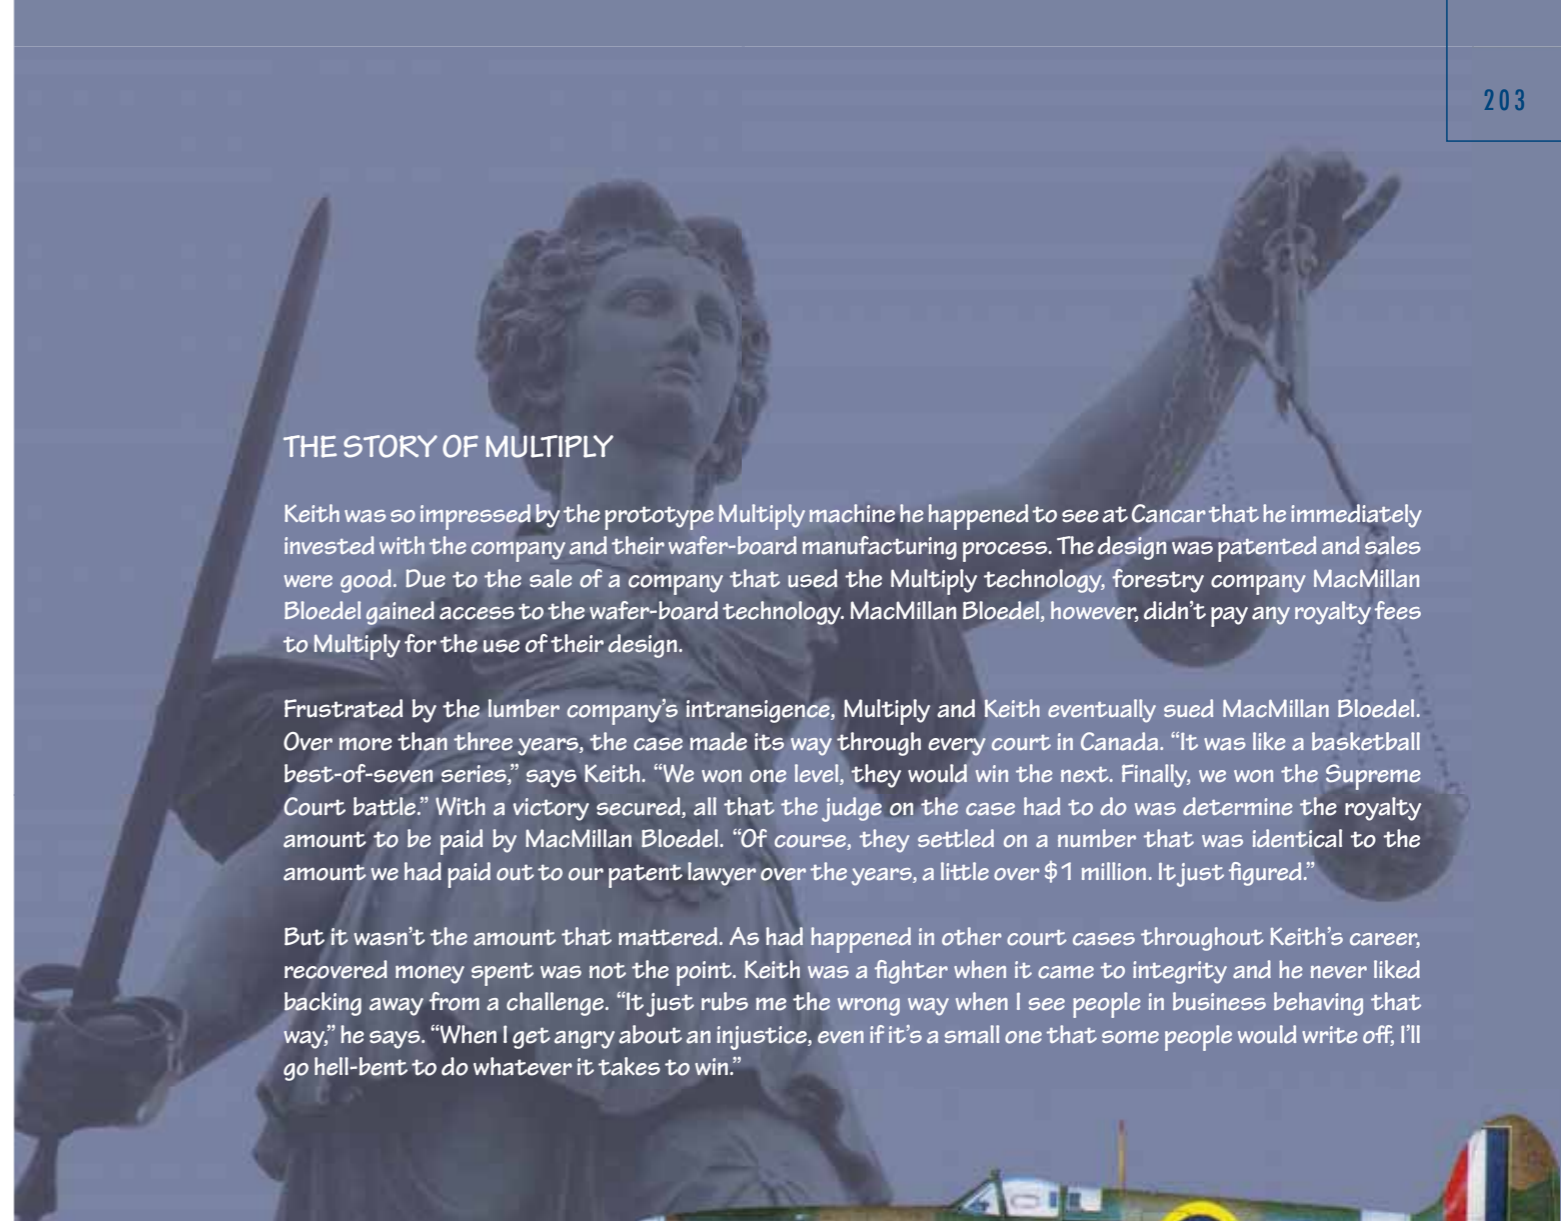 203
THE STORY OF MULTIPLY
Keith was so impressed by the prototype Multiply machine he happened to see at Cancar that he immediately
invested with the company and their wafer-board manufacturing process. The design was patented and sales
were good. Due to the sale of a company that used the Multiply technology, forestry company MacMillan
Bloedel gained access to the wafer-board technology. MacMillan Bloedel, however, didn’t pay any royalty fees
to Multiply for the use of their design.
Frustrated by the lumber company’s intransigence, Multiply and Keith eventually sued MacMillan Bloedel.
Over more than three years, the case made its way through every court in Canada. “It was like a basketball
best-of-seven series,” says Keith. “We won one level, they would win the next. Finally, we won the Supreme
Court battle.” With a victory secured, all that the judge on the case had to do was determine the royalty
amount to be paid by MacMillan Bloedel. “Of course, they settled on a number that was identical to the
amount we had paid out to our patent lawyer over the years, a little over $1 million. It just figured.”
But it wasn’t the amount that mattered. As had happened in other court cases throughout Keith’s career,
recovered money spent was not the point. Keith was a fighter when it came to integrity and he never liked
backing away from a challenge. “It just rubs me the wrong way when I see people in business behaving that
way,” he says. “When I get angry about an injustice, even if it’s a small one that some people would write off, I’ll
go hell-bent to do whatever it takes to win.”